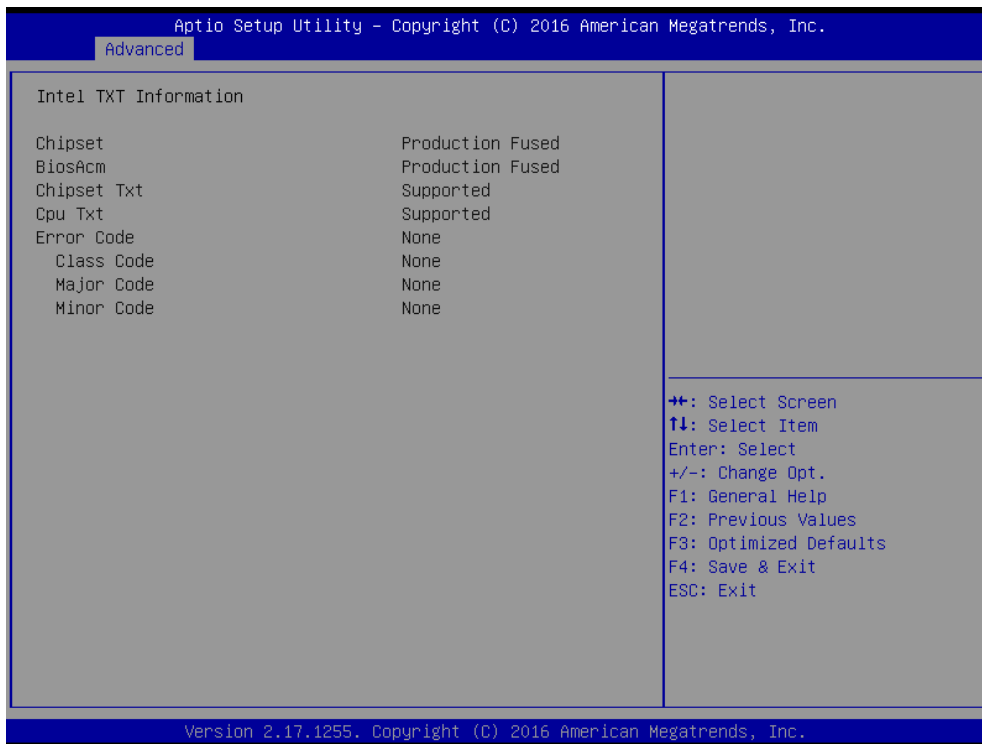 Aptio Setup Utility – Copyright (C) 2016 American Megatrends, Inc.
Advanced
Intel TXT Information
Chipset Production Fused
BiosAcm Production Fused
Chipset Txt Supported
Cpu Txt Supported
Error Code None
Class Code None
Major Code None
Minor Code None
→←: Select Screen
↑↓: Select Item
Enter: Select
+/-: Change Opt.
F1: General Help
F2: Previous Values
F3: Optimized Defaults
F4: Save & Exit
ESC: Exit
Version 2.17.1255. Copyright (C) 2016 American Megatrends, Inc.